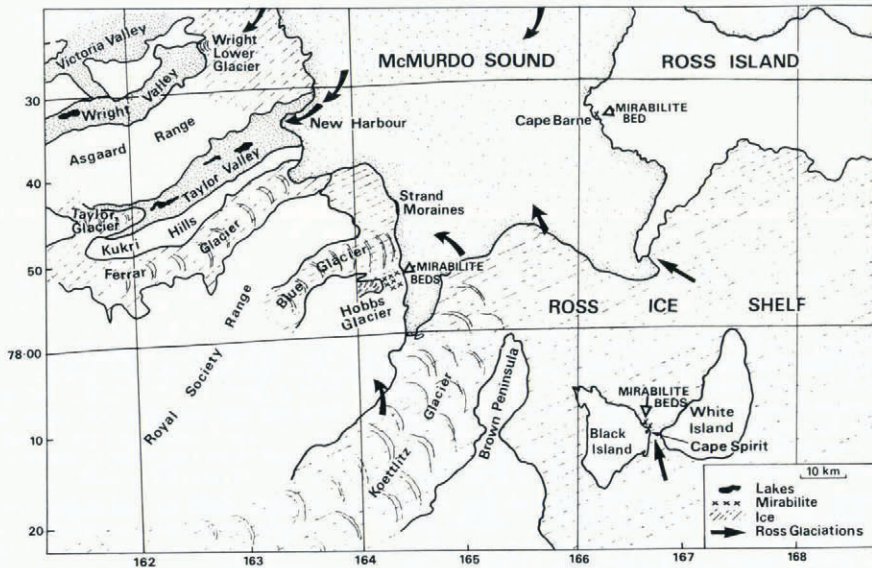 Victoria Valley
Wright
Lower
Glacier
McMURDO SOUND
ROSS ISLAND
30
Wright Valley
New Harbour
Cape Barne
MIRABILITE
BED
Asgaard Range
Taylor Valley
40
Taylor
Glacier
Strand
Moraines
Kukri Hills
Ferrar Glacier
50
Blue Glacier
MIRABILITE
BEDS
Hobbs
Glacier
ROSS ICE SHELF
78·00
Royal Society Range
Koettlitz Glacier
Brown Peninsula
MIRABILITE
BEDS
White
Island
Black
Island
Cape Spirit
10
10 km
Lakes
Mirabilite
Ice
Ross Glaciations
20
162 163 164 165 166 167 168